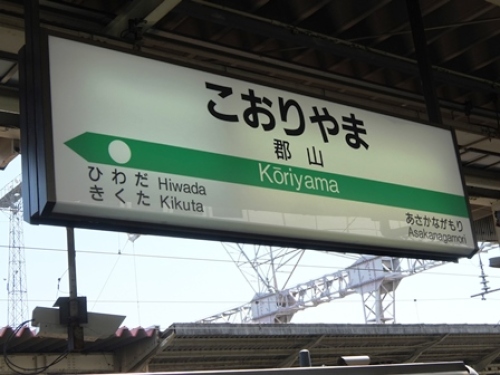 こおりやま
郡山
Kōriyama
ひわだ Hiwada
きくた Kikuta
あさかながもり
Asakanagamori